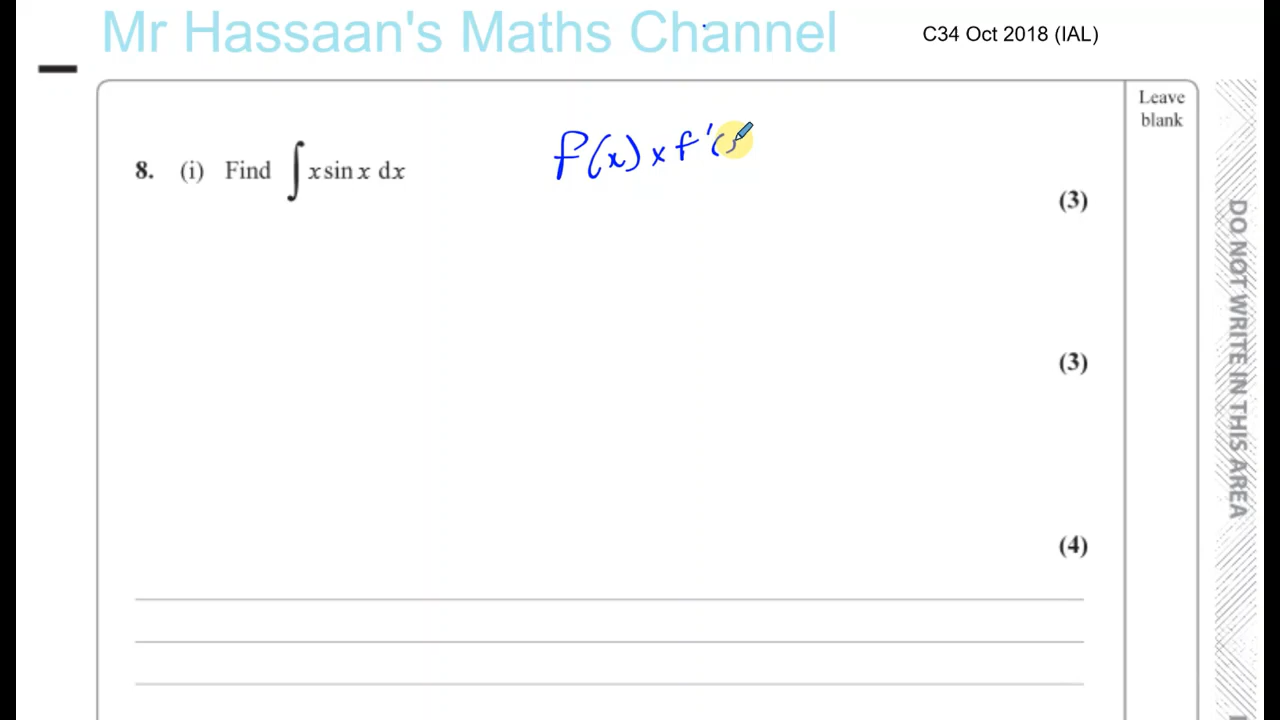 Mr Hassaan's Maths Channel
C34 Oct 2018 (IAL)
Leave
blank
f(x) x f'(
8. (i) Find ∫ x sin x dx
(3)
(3)
(4)
DO NOT WRITE IN THIS AREA